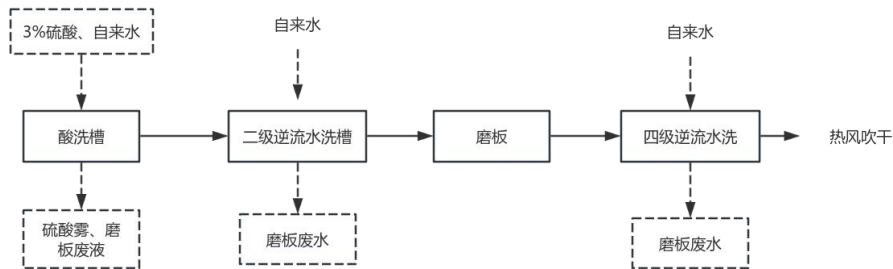 3%硫酸、自来水
自来水
自来水
酸洗槽
二级逆流水洗槽
磨板
四级逆流水洗
热风吹干
硫酸雾、磨
板废液
磨板废水
磨板废水